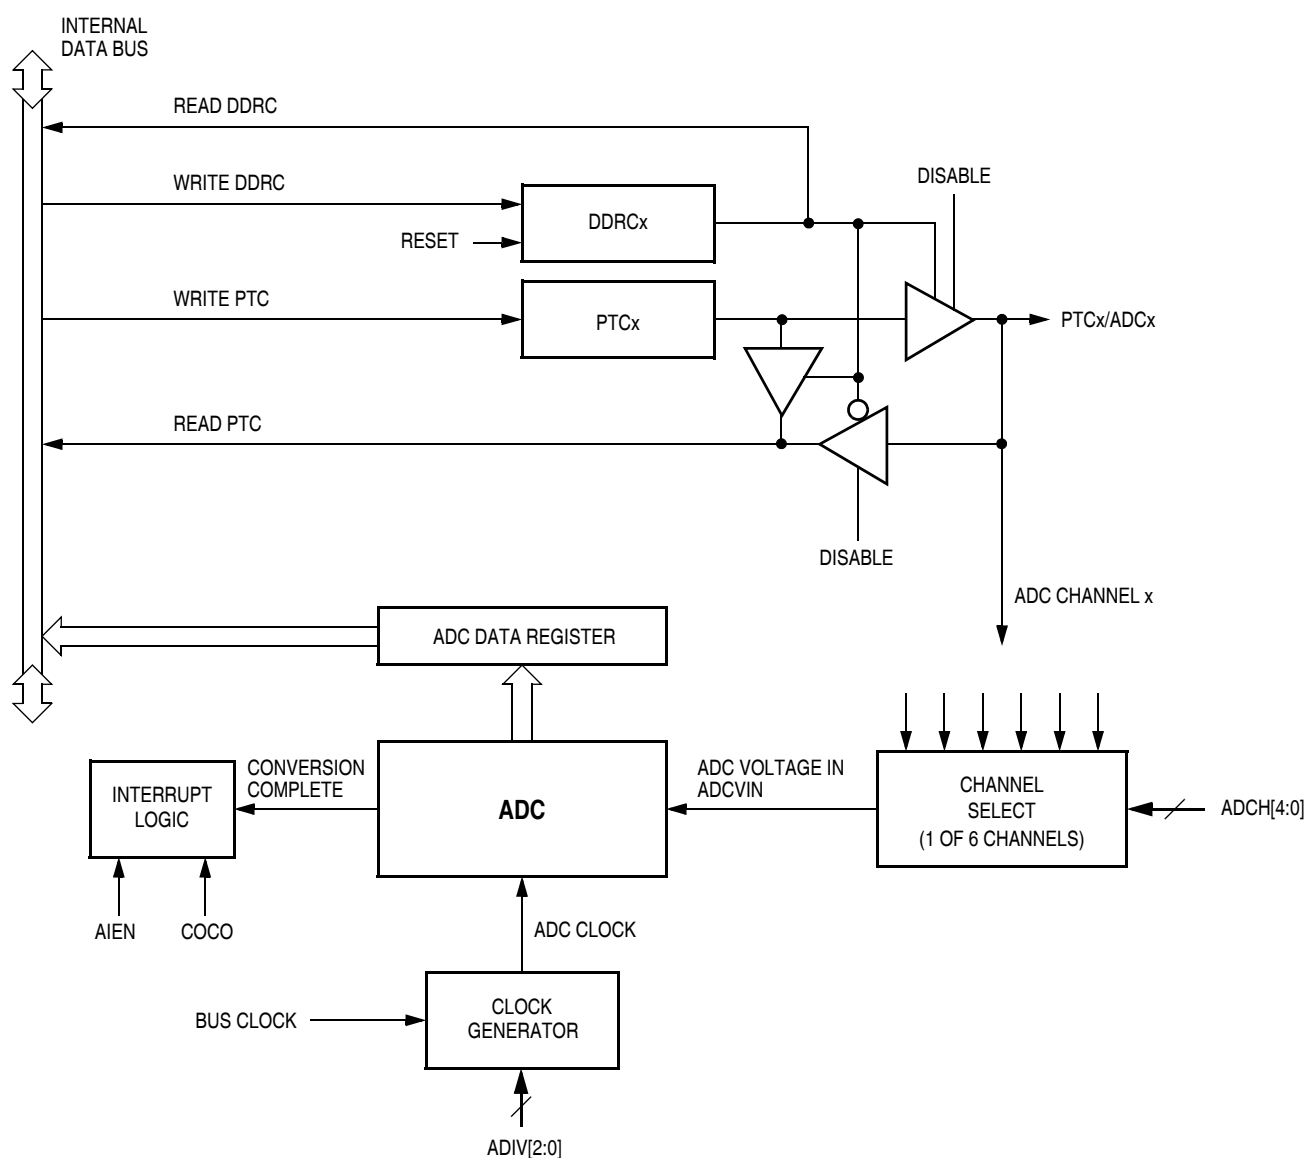 INTERNAL
DATA BUS
READ DDRC
WRITE DDRC
DISABLE
DDRCx
RESET
WRITE PTC
PTCx
PTCx/ADCx
READ PTC
DISABLE
ADC CHANNEL x
ADC DATA REGISTER
INTERRUPT
LOGIC
CONVERSION
COMPLETE
ADC
ADC VOLTAGE IN
ADCVIN
CHANNEL
SELECT
(1 OF 6 CHANNELS)
ADCH[4:0]
AIEN
COCO
ADC CLOCK
BUS CLOCK
CLOCK
GENERATOR
ADIV[2:0]